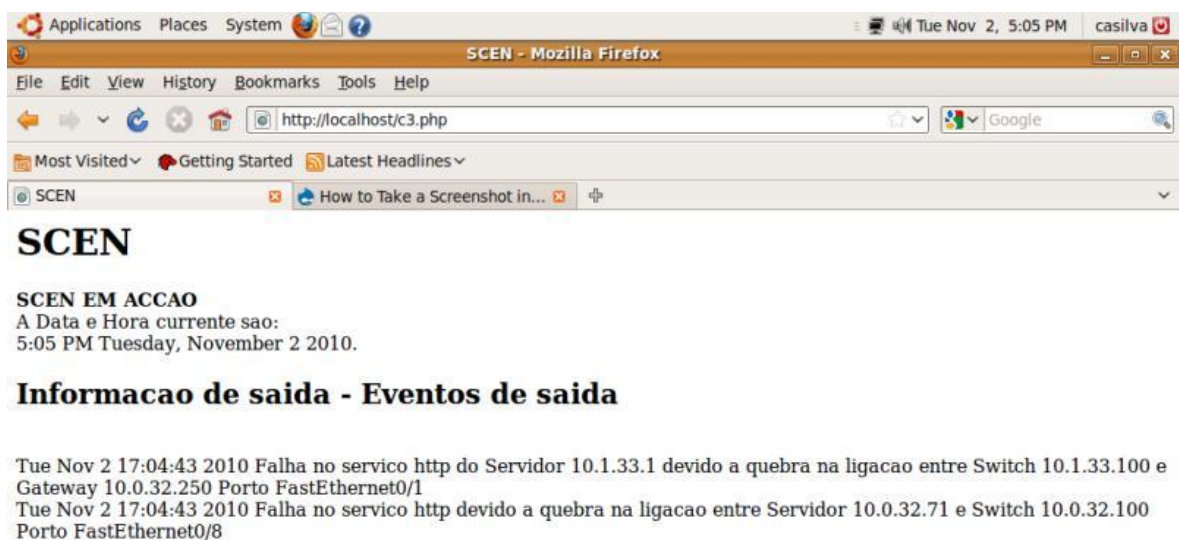 Applications Places System Tue Nov 2, 5:05 PM casilva
SCEN - Mozilla Firefox
File Edit View History Bookmarks Tools Help
http://localhost/c3.php Google
Most Visited Getting Started Latest Headlines
SCEN How to Take a Screenshot in...
SCEN
SCEN EM ACCAO
A Data e Hora currente sao:
5:05 PM Tuesday, November 2 2010.
Informacao de saida - Eventos de saida
Tue Nov 2 17:04:43 2010 Falha no servico http do Servidor 10.1.33.1 devido a quebra na ligacao entre Switch 10.1.33.100 e
Gateway 10.0.32.250 Porto FastEthernet0/1
Tue Nov 2 17:04:43 2010 Falha no servico http devido a quebra na ligacao entre Servidor 10.0.32.71 e Switch 10.0.32.100
Porto FastEthernet0/8